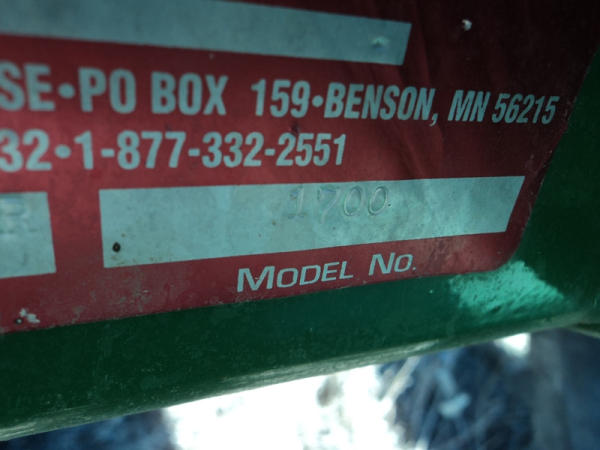 SE•PO BOX 159•BENSON, MN 56215
32•1-877-332-2551
R 1700
MODEL NO.